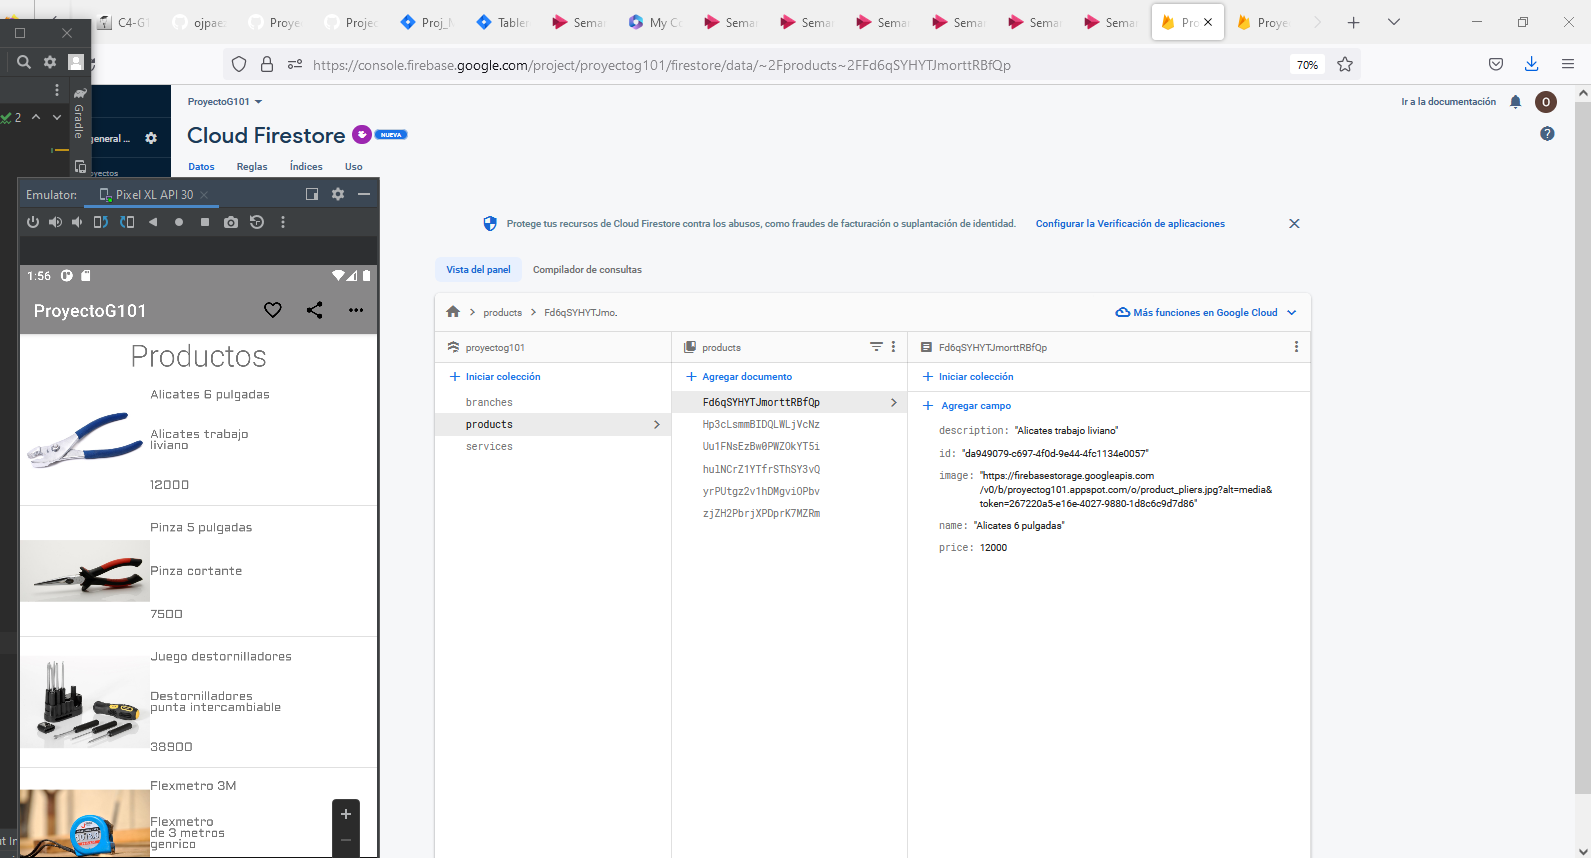 C4-G1
ojpaez
Proye
Projec
Proj_M
Tabler
Sema
My Co
Sema
Sema
Sema
Sema
Sema
Sema
Pro
Proye
https://console.firebase.google.com/project/proyectog101/firestore/data/~2Fproducts~2FFd6qSYHYTJmorttRBfQp
70%
2
Gradle
general ...
oyectos
ProyectoG101
Ir a la documentación
O
Cloud Firestore
NUEVA
?
Datos
Reglas
Índices
Uso
Emulator:
Pixel XL API 30
Protege tus recursos de Cloud Firestore contra los abusos, como fraudes de facturación o suplantación de identidad.
Configurar la Verificación de aplicaciones
Vista del panel
Compilador de consultas
1:56
ProyectoG101
Productos
Alicates 6 pulgadas
Alicates trabajo
liviano
12000
Pinza 5 pulgadas
Pinza cortante
7500
Juego destornilladores
Destornilladores
punta intercambiable
38900
Flexmetro 3M
Flexmetro
de 3 metros
genrico
t In
products
Fd6qSYHYTJmo.
Más funciones en Google Cloud
proyectog101
products
Fd6qSYHYTJmorttRBfQp
Iniciar colección
Agregar documento
Iniciar colección
branches
products
services
Fd6qSYHYTJmorttRBfQp
Hp3cLsmmBIDQLWLjVcNz
Uu1FNsEzBw0PWZOkYT5i
hulNCrZ1YTfrSThSY3vQ
yrPUtgz2v1hDMgviOPbv
zjZH2PbrjXPDprK7MZRm
Agregar campo
description: "Alicates trabajo liviano"
id: "da949079-c697-4f0d-9e44-4fc1134e0057"
image: "https://firebasestorage.googleapis.com
/v0/b/proyectog101.appspot.com/o/product_pliers.jpg?alt=media&
token=267220a5-e16e-4027-9880-1d8c6c9d7d86"
name: "Alicates 6 pulgadas"
price: 12000